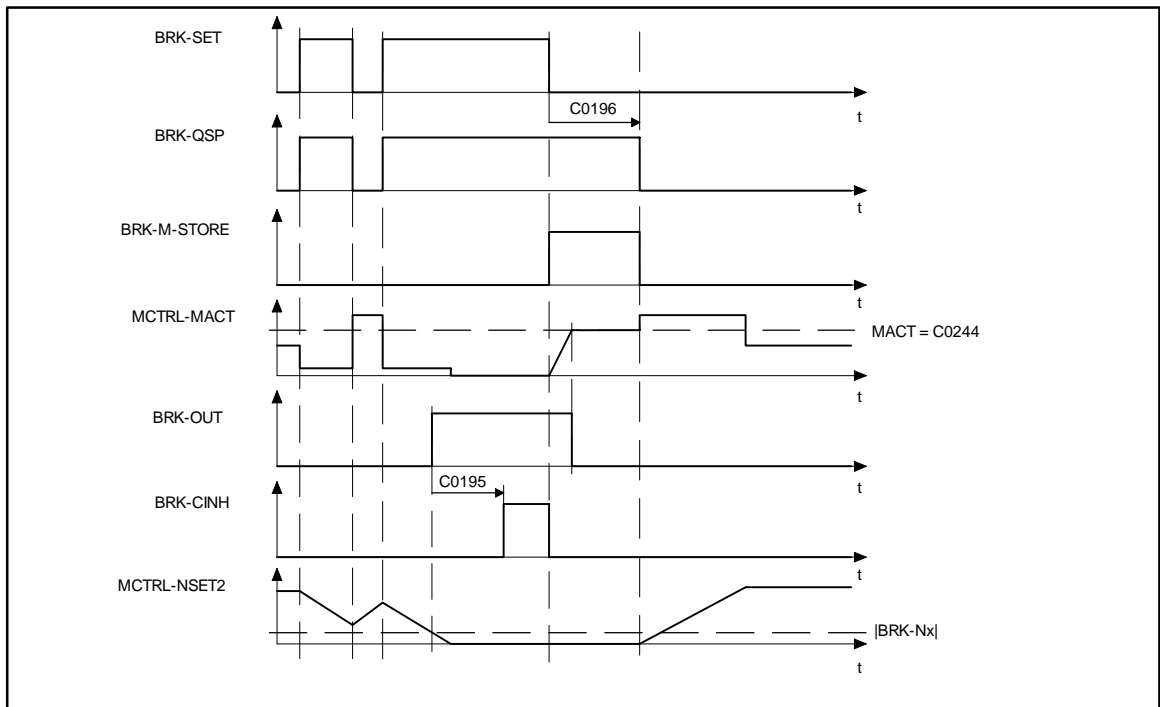 BRK-SET
t
C0196
BRK-QSP
t
BRK-M-STORE
t
MCTRL-MACT
MACT = C0244
t
BRK-OUT
t
C0195
BRK-CINH
t
MCTRL-NSET2
|BRK-Nx|
t